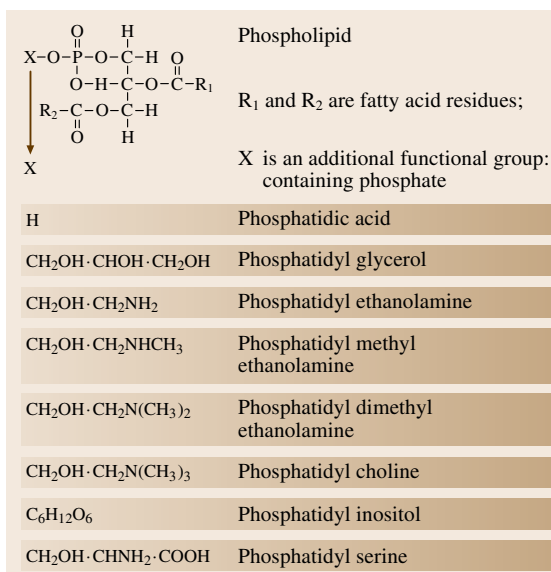 O H
X–O–P–O–C–H O
O–H–C–O–C–R₁
R₂–C–O–C–H
O H
X
Phospholipid
R₁ and R₂ are fatty acid residues;
X is an additional functional group:
containing phosphate
H Phosphatidic acid
CH₂OH·CHOH·CH₂OH Phosphatidyl glycerol
CH₂OH·CH₂NH₂ Phosphatidyl ethanolamine
CH₂OH·CH₂NHCH₃ Phosphatidyl methyl
ethanolamine
CH₂OH·CH₂N(CH₃)₂ Phosphatidyl dimethyl
ethanolamine
CH₂OH·CH₂N(CH₃)₃ Phosphatidyl choline
C₆H₁₂O₆ Phosphatidyl inositol
CH₂OH·CHNH₂·COOH Phosphatidyl serine